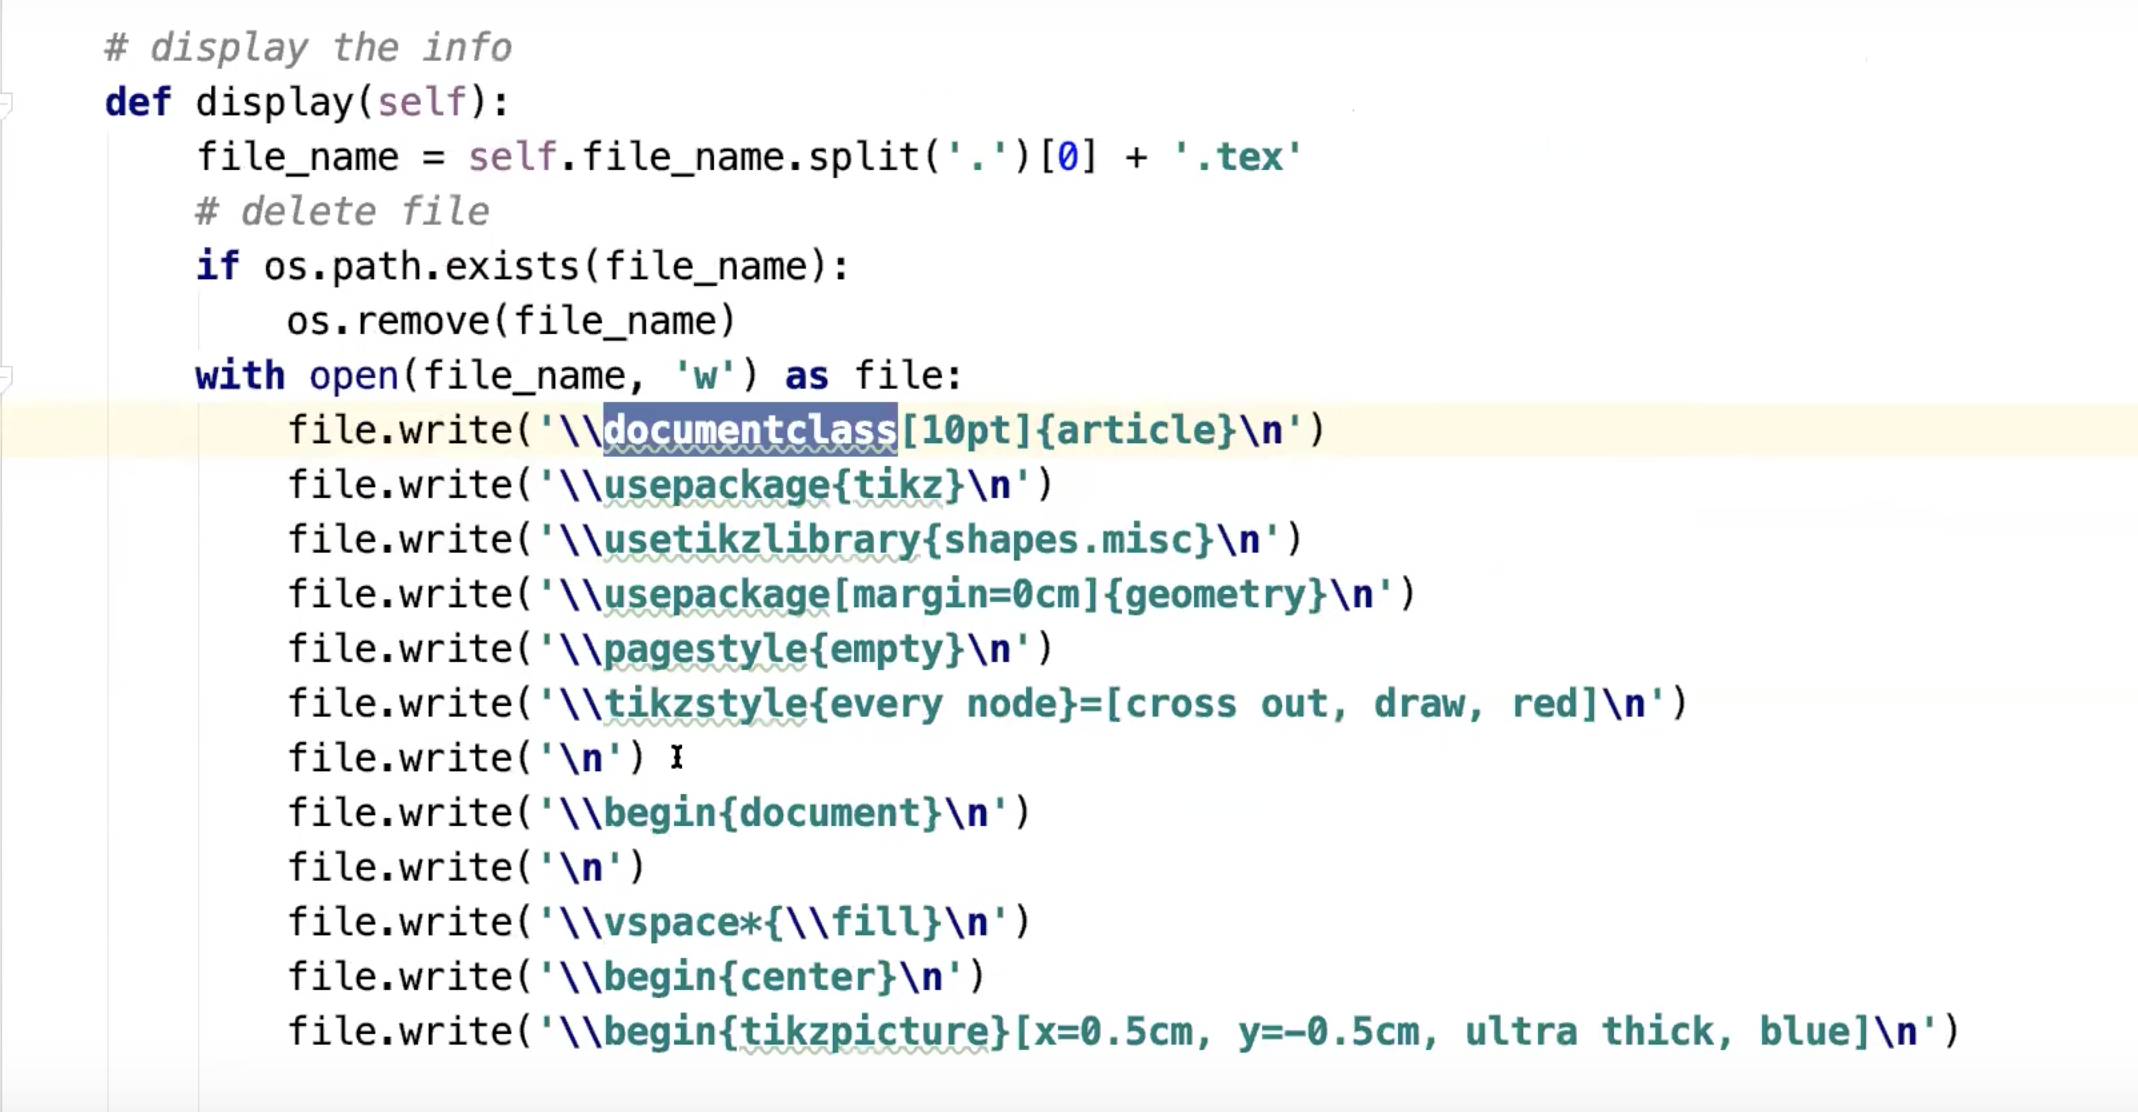 # display the info
def display(self):
    file_name = self.file_name.split('.')[0] + '.tex'
    # delete file
    if os.path.exists(file_name):
        os.remove(file_name)
    with open(file_name, 'w') as file:
        file.write('\\documentclass[10pt]{article}\n')
        file.write('\\usepackage{tikz}\n')
        file.write('\\usetikzlibrary{shapes.misc}\n')
        file.write('\\usepackage[margin=0cm]{geometry}\n')
        file.write('\\pagestyle{empty}\n')
        file.write('\\tikzstyle{every node}=[cross out, draw, red]\n')
        file.write('\n')
        file.write('\\begin{document}\n')
        file.write('\n')
        file.write('\\vspace*{\\fill}\n')
        file.write('\\begin{center}\n')
        file.write('\\begin{tikzpicture}[x=0.5cm, y=-0.5cm, ultra thick, blue]\n')